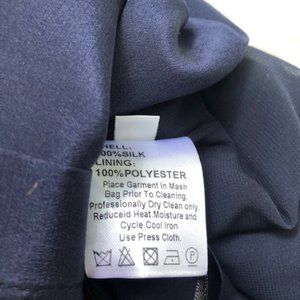 SHELL:
100%SILK
LINING:
100%POLYESTER
Place Garment In Mash
Bag Prior To Cleaning.
Professionally Dry Clean only
Reduceid Heat.Moisture and
Cycle.Cool Iron
Use Press Cloth.